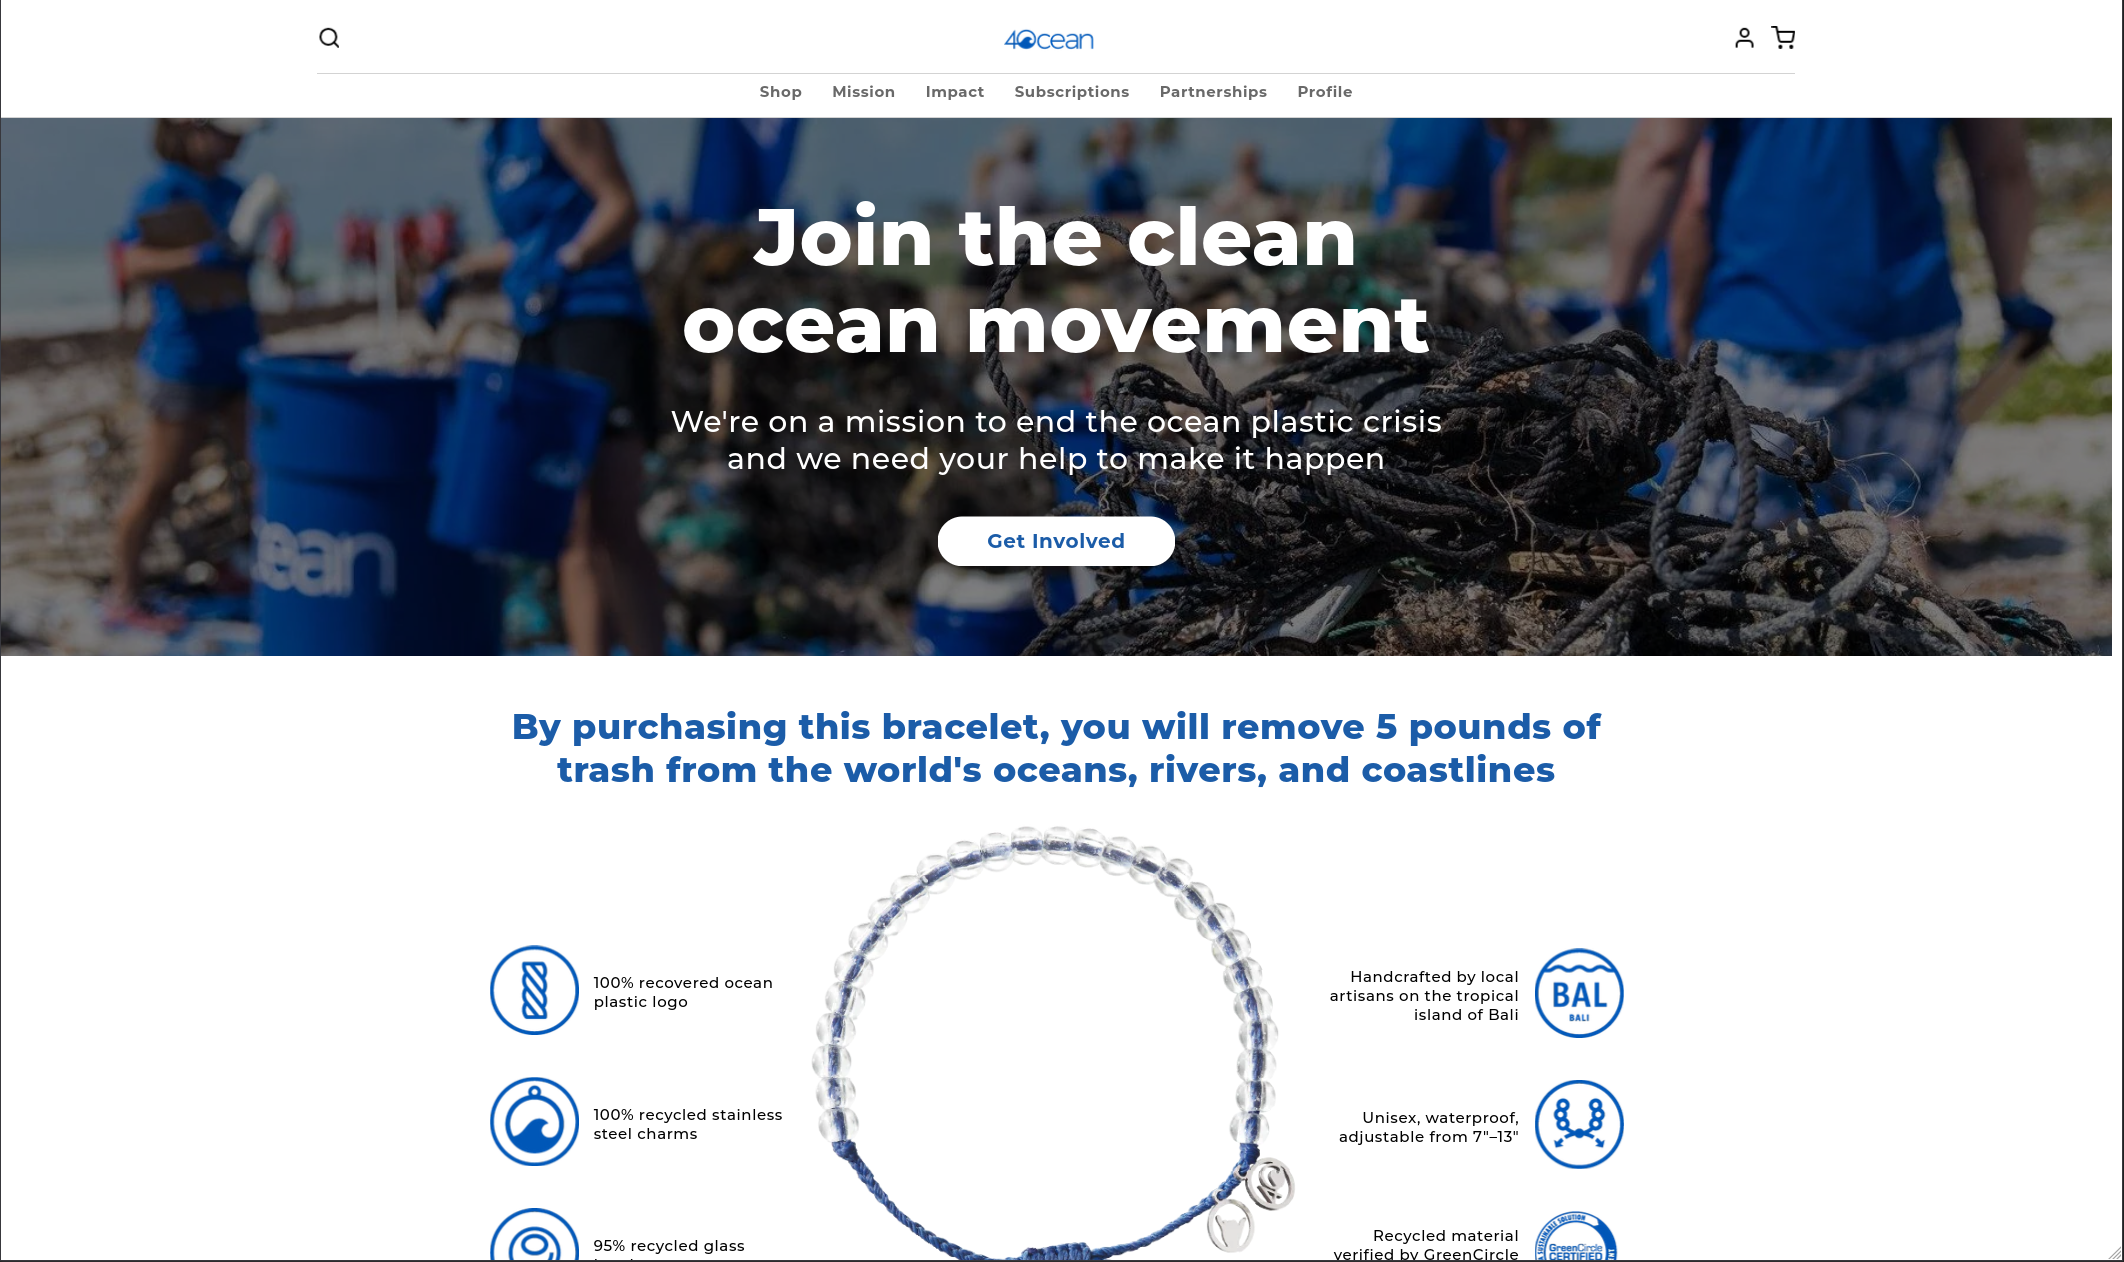 4Ocean
Shop Mission Impact Subscriptions Partnerships Profile
Join the clean
ocean movement
We're on a mission to end the ocean plastic crisis
and we need your help to make it happen
Get Involved
cean
By purchasing this bracelet, you will remove 5 pounds of
trash from the world's oceans, rivers, and coastlines
100% recovered ocean
plastic logo
100% recycled stainless
steel charms
95% recycled glass
Handcrafted by local
artisans on the tropical
island of Bali
BAL
BALI
Unisex, waterproof,
adjustable from 7"–13"
Recycled material
verified by GreenCircle
SUSTAINABLE SOLUTION
GreenCircle
CERTIFIED